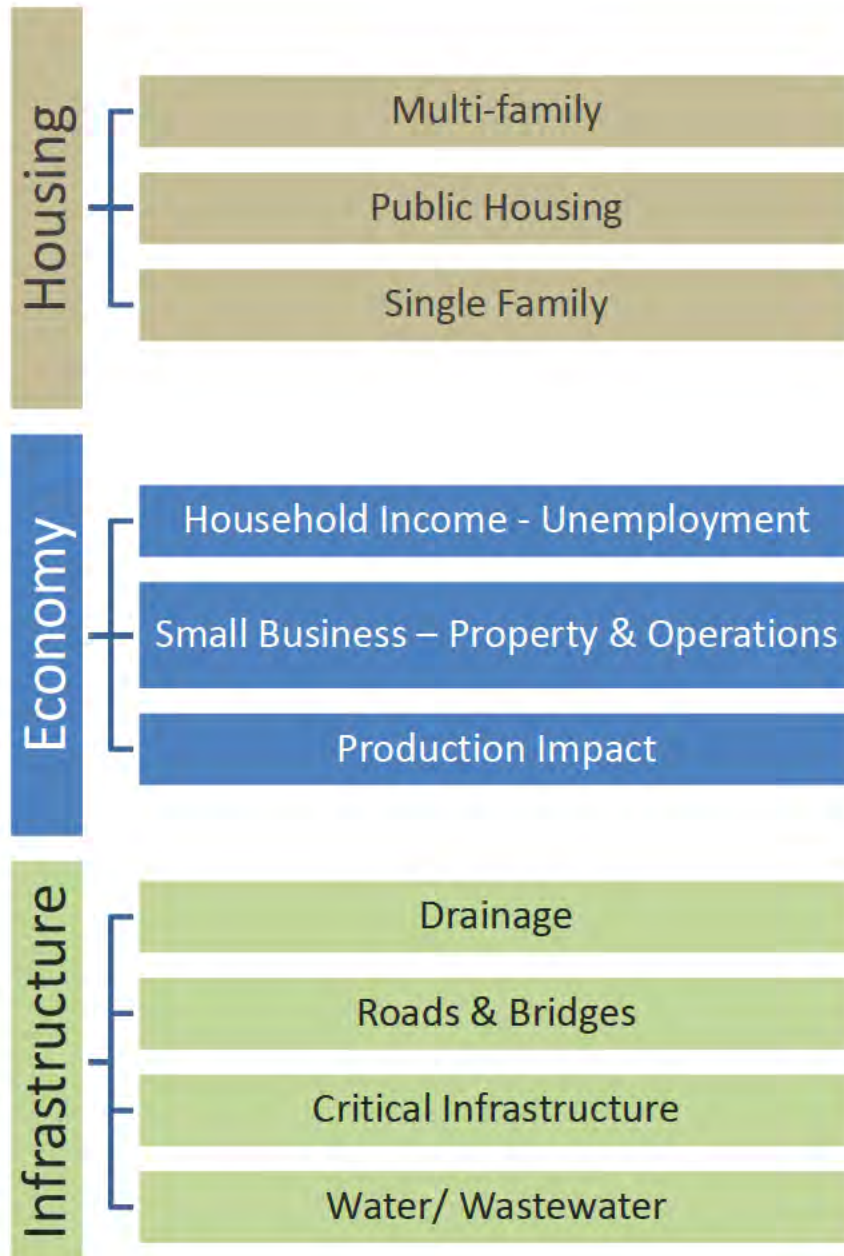 Housing
Multi-family
Public Housing
Single Family
Economy
Household Income - Unemployment
Small Business – Property & Operations
Production Impact
Infrastructure
Drainage
Roads & Bridges
Critical Infrastructure
Water/ Wastewater